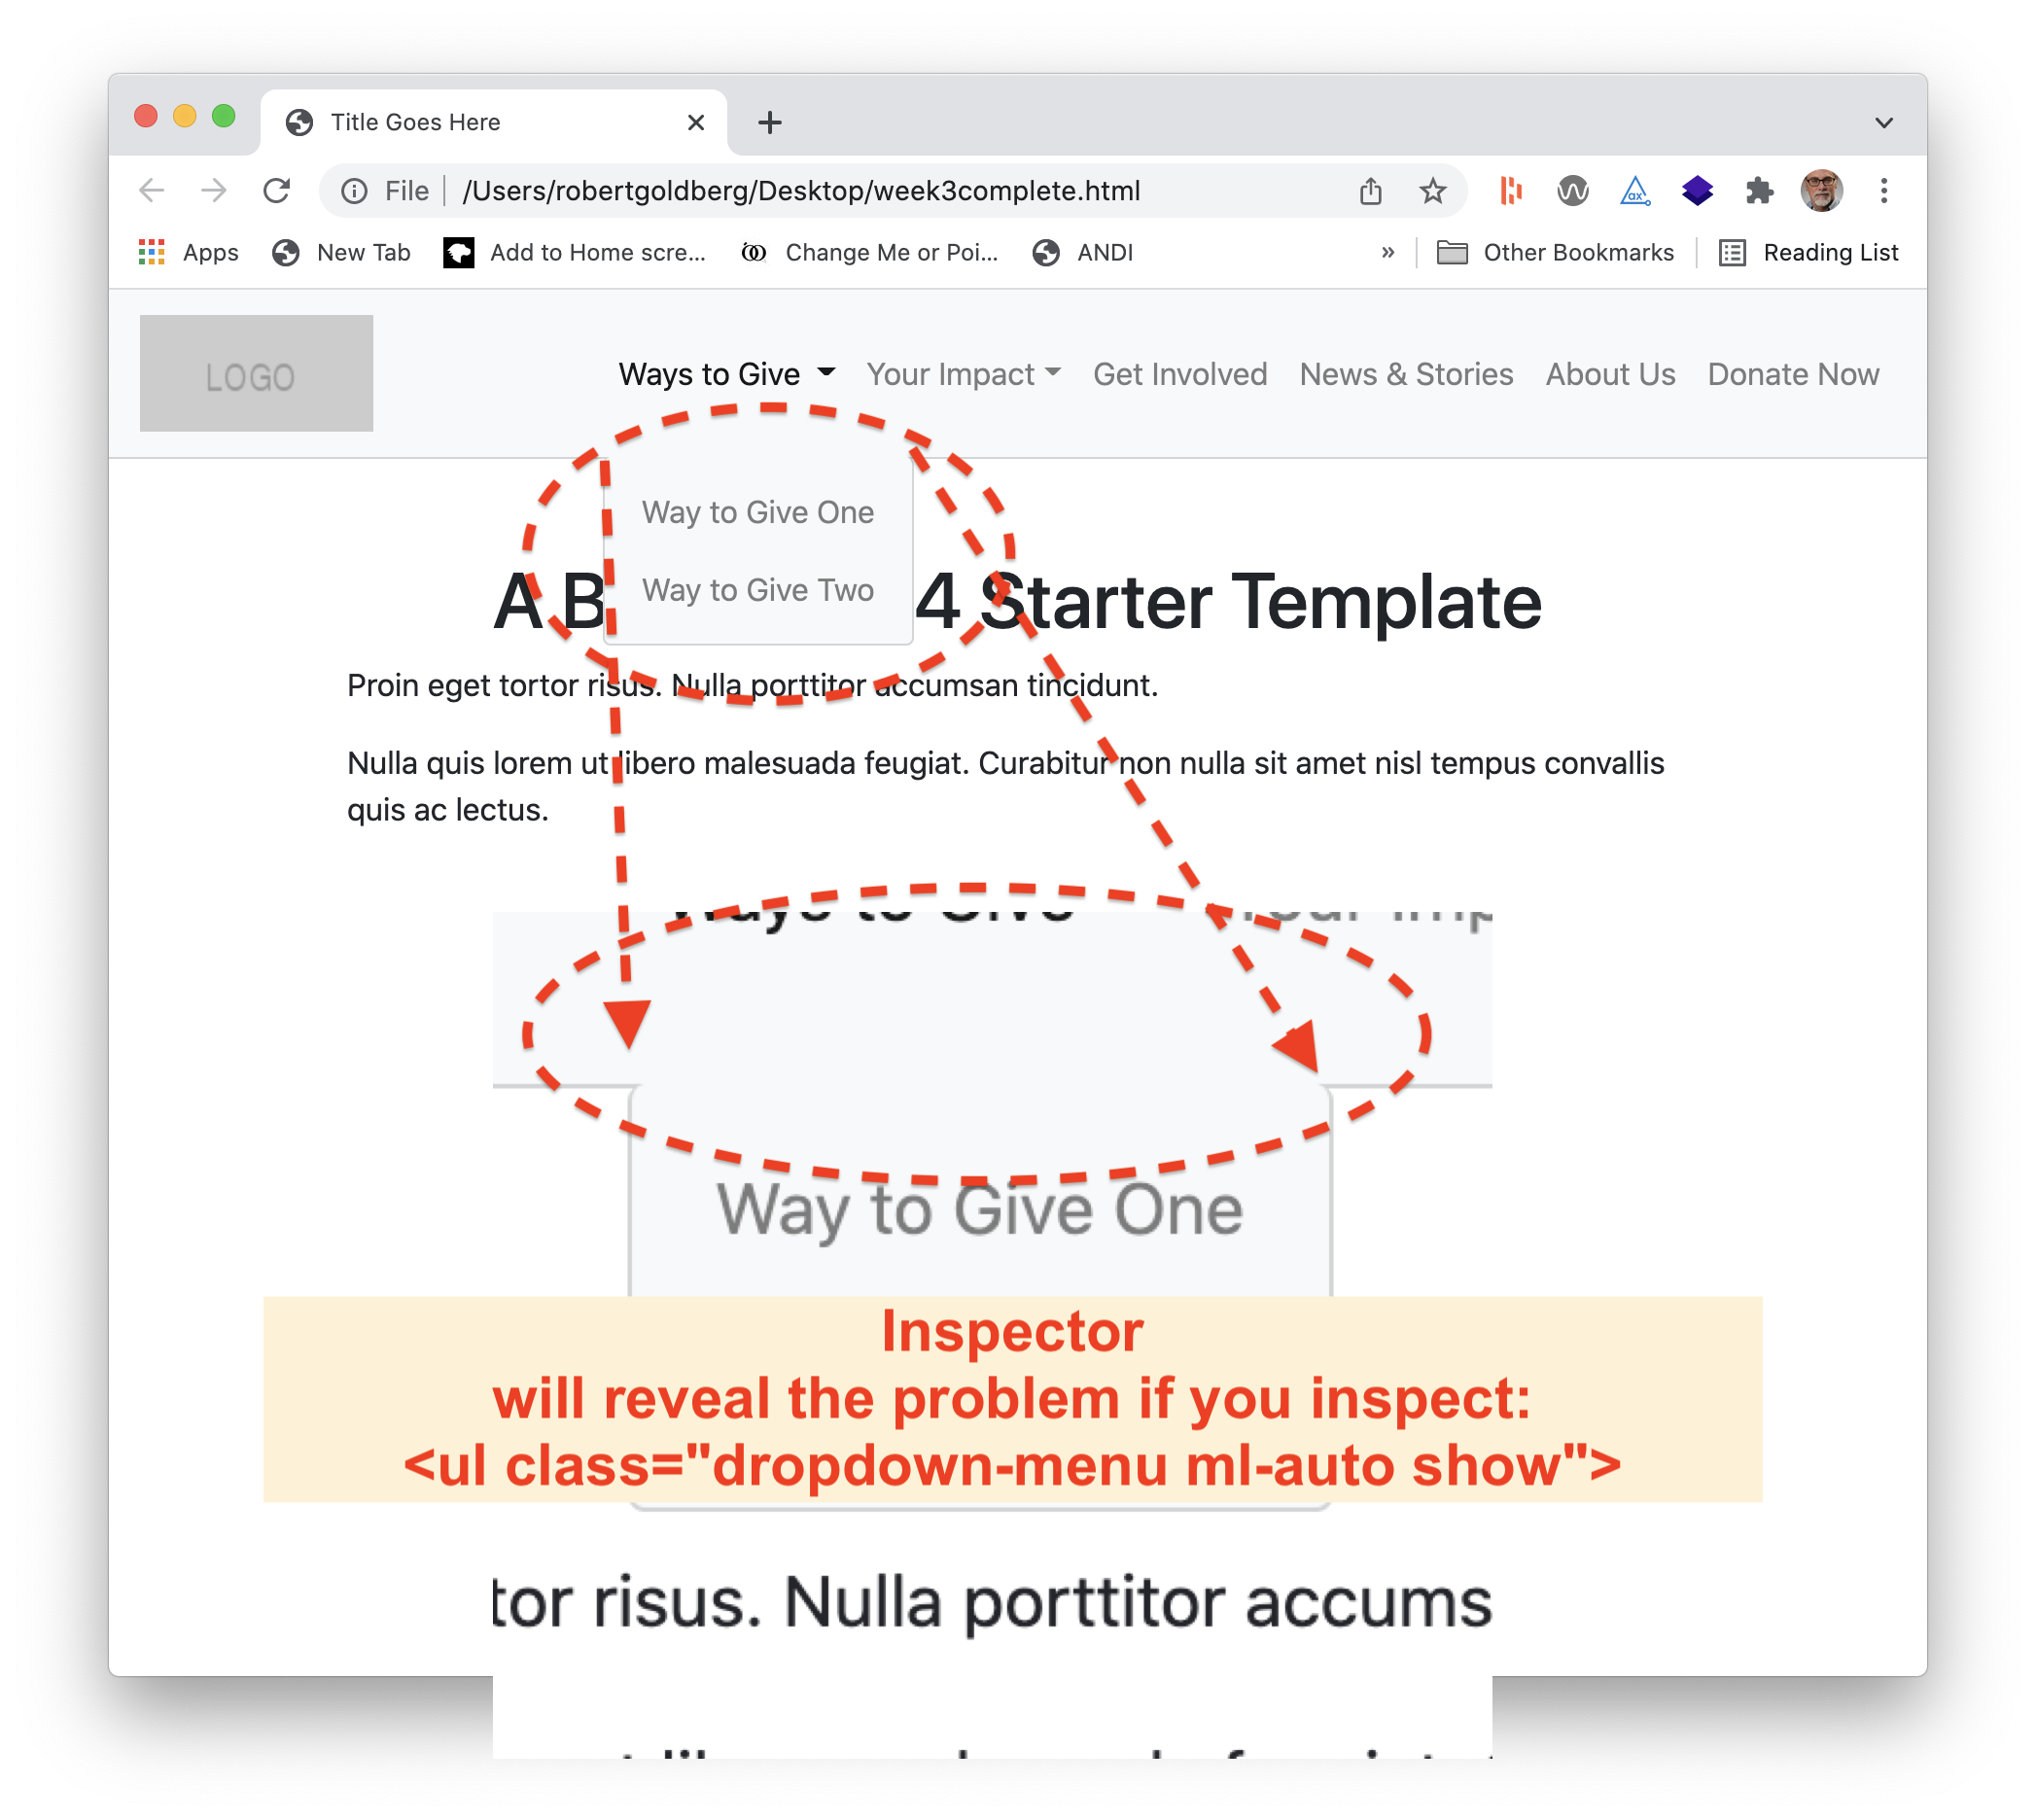 Title Goes Here
File /Users/robertgoldberg/Desktop/week3complete.html
Apps New Tab Add to Home scre... Change Me or Poi... ANDI » Other Bookmarks Reading List
LOGO
Ways to Give Your Impact Get Involved News & Stories About Us Donate Now
Way to Give One
Way to Give Two
A B 4 Starter Template
Proin eget tortor risus. Nulla porttitor accumsan tincidunt.
Nulla quis lorem ut libero malesuada feugiat. Curabitur non nulla sit amet nisl tempus convallis
quis ac lectus.
Ways to Give Your Imp
Way to Give One
Inspector
will reveal the problem if you inspect:
<ul class="dropdown-menu ml-auto show">
tor risus. Nulla porttitor accums